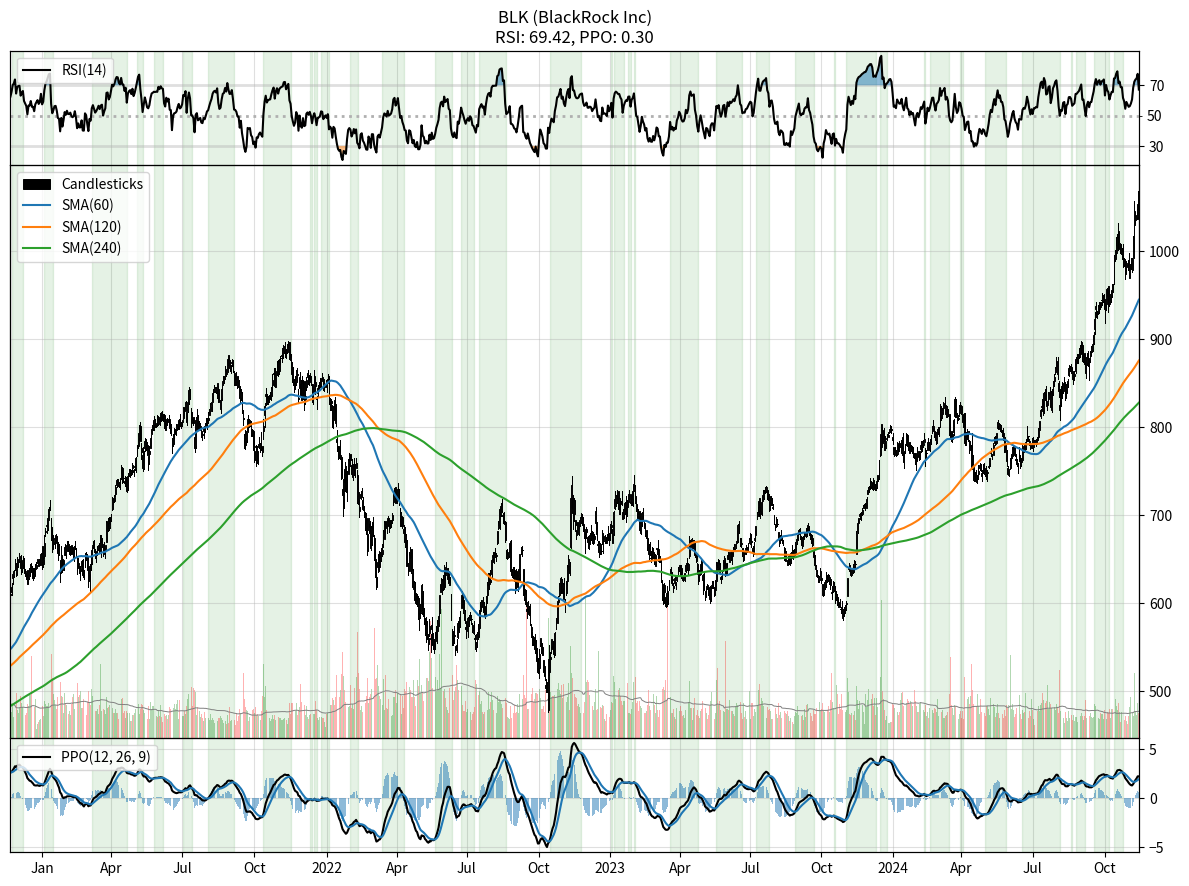 BLK (BlackRock Inc)
RSI: 69.42, PPO: 0.30
RSI(14)
70
50
30
Candlesticks
SMA(60)
SMA(120)
SMA(240)
1000
900
800
700
600
500
PPO(12, 26, 9)
5
0
−5
Jan Apr Jul Oct 2022 Apr Jul Oct 2023 Apr Jul Oct 2024 Apr Jul Oct